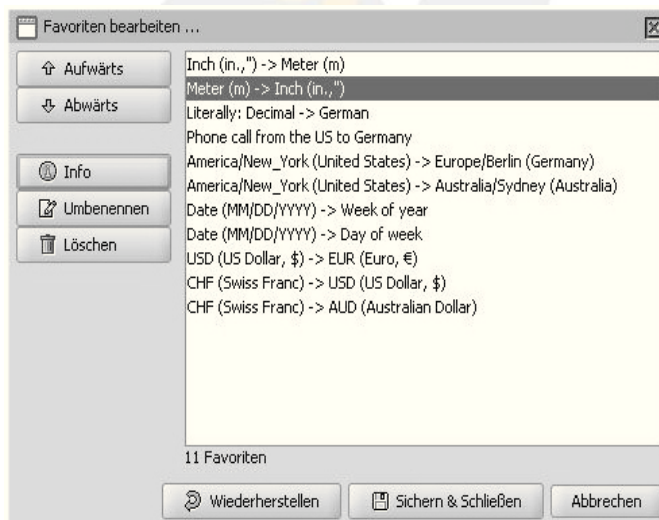 Favoriten bearbeiten ...
Aufwärts
Abwärts
Info
Umbenennen
Löschen
Inch (in.,") -> Meter (m)
Meter (m) -> Inch (in.,")
Literally: Decimal -> German
Phone call from the US to Germany
America/New_York (United States) -> Europe/Berlin (Germany)
America/New_York (United States) -> Australia/Sydney (Australia)
Date (MM/DD/YYYY) -> Week of year
Date (MM/DD/YYYY) -> Day of week
USD (US Dollar, $) -> EUR (Euro, €)
CHF (Swiss Franc) -> USD (US Dollar, $)
CHF (Swiss Franc) -> AUD (Australian Dollar)
11 Favoriten
Wiederherstellen
Sichern & Schließen
Abbrechen